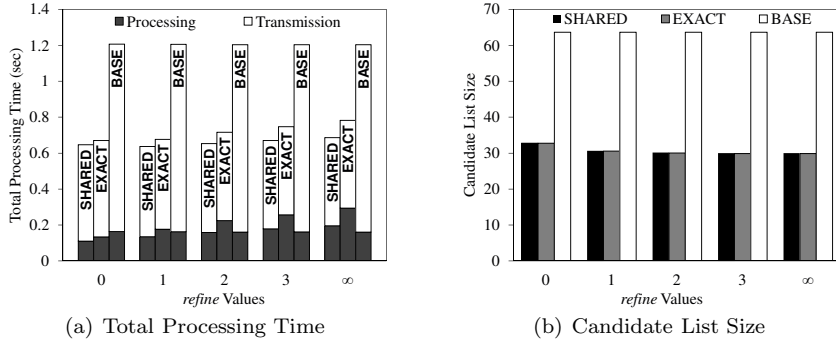 Processing Transmission
1.4
1.2
1
0.8
0.6
0.4
0.2
0
Total Processing Time (sec)
SHARED EXACT BASE
SHARED EXACT BASE
SHARED EXACT BASE
SHARED EXACT BASE
SHARED EXACT BASE
0 1 2 3 ∞
refine Values
(a) Total Processing Time
SHARED EXACT BASE
70
60
50
40
30
20
10
0
Candidate List Size
0 1 2 3 ∞
refine Values
(b) Candidate List Size